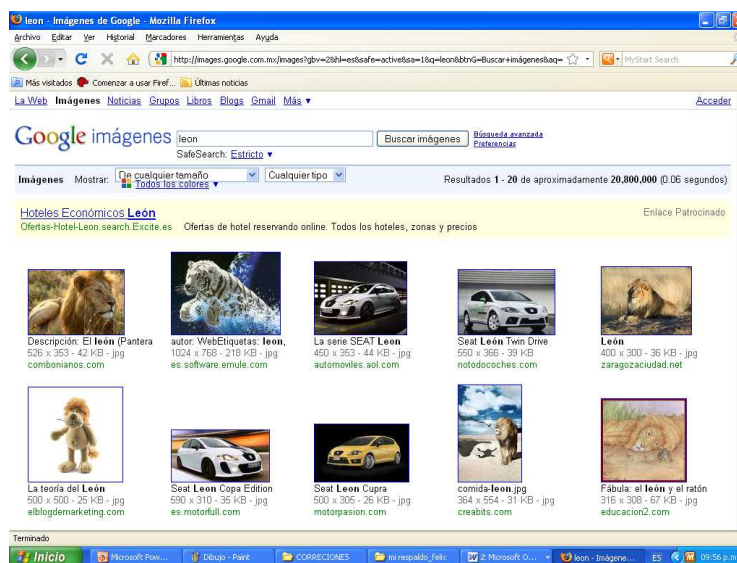 leon - Imágenes de Google - Mozilla Firefox
Archivo Editar Ver Historial Marcadores Herramientas Ayuda
http://images.google.com.mx/images?gbv=2&hl=es&safe=active&sa=1&q=leon&btnG=Buscar+imágenes&aq=
MyStart Search
Más visitados Comenzar a usar Firef... Últimas noticias
La Web Imágenes Noticias Grupos Libros Blogs Gmail Más ▼ Acceder
Google imágenes leon Buscar imágenes Búsqueda avanzada
Preferencias
SafeSearch: Estricto ▼
Imágenes Mostrar: De cualquier tamaño Cualquier tipo Resultados 1 - 20 de aproximadamente 20,800,000 (0.06 segundos)
Todos los colores ▼
Hoteles Económicos León Enlace Patrocinado
Ofertas-Hotel-Leon.search.Excite.es Ofertas de hotel reservando online. Todos los hoteles, zonas y precios
Descripción: El león (Pantera
526 x 353 - 42 KB - jpg
combonianos.com
autor: WebEtiquetas: leon,
1024 x 768 - 218 KB - jpg
es.software.emule.com
La serie SEAT Leon
450 x 353 - 44 KB - jpg
automoviles.aol.com
Seat León Twin Drive
550 x 366 - 39 KB
notodocoches.com
León
400 x 300 - 36 KB - jpg
zaragozaciudad.net
La teoría del León
500 x 500 - 25 KB - jpg
elblogdemarketing.com
Seat Leon Copa Edition
590 x 310 - 35 KB - jpg
es.motorfull.com
Seat Leon Cupra
500 x 305 - 26 KB - jpg
motorpasion.com
comida-leon.jpg
364 x 554 - 31 KB - jpg
creabits.com
Fábula: el león y el ratón
316 x 308 - 67 KB - jpg
educacion2.com
Terminado
Inicio Microsoft Pow... Dibujo - Paint CORRECIONES mi respaldo_felix 2 Microsoft O... leon - Imágene... ES 09:56 p.m.